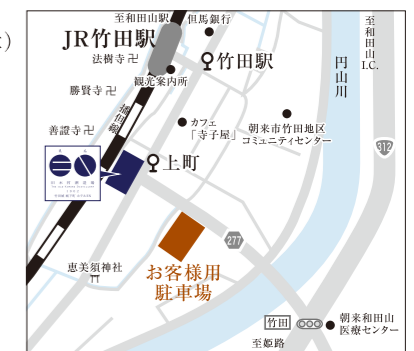 至和田山駅
但馬銀行
至和田山I.C.
JR竹田駅
竹田駅
円山川
法樹寺卍
観光案内所
勝賢寺卍
播但線
カフェ
「寺子屋」
朝来市竹田地区
コミュニティセンター
善證寺卍
312
上町
277
恵美須神社
お客様用
駐車場
竹田
朝来和田山
医療センター
至姫路